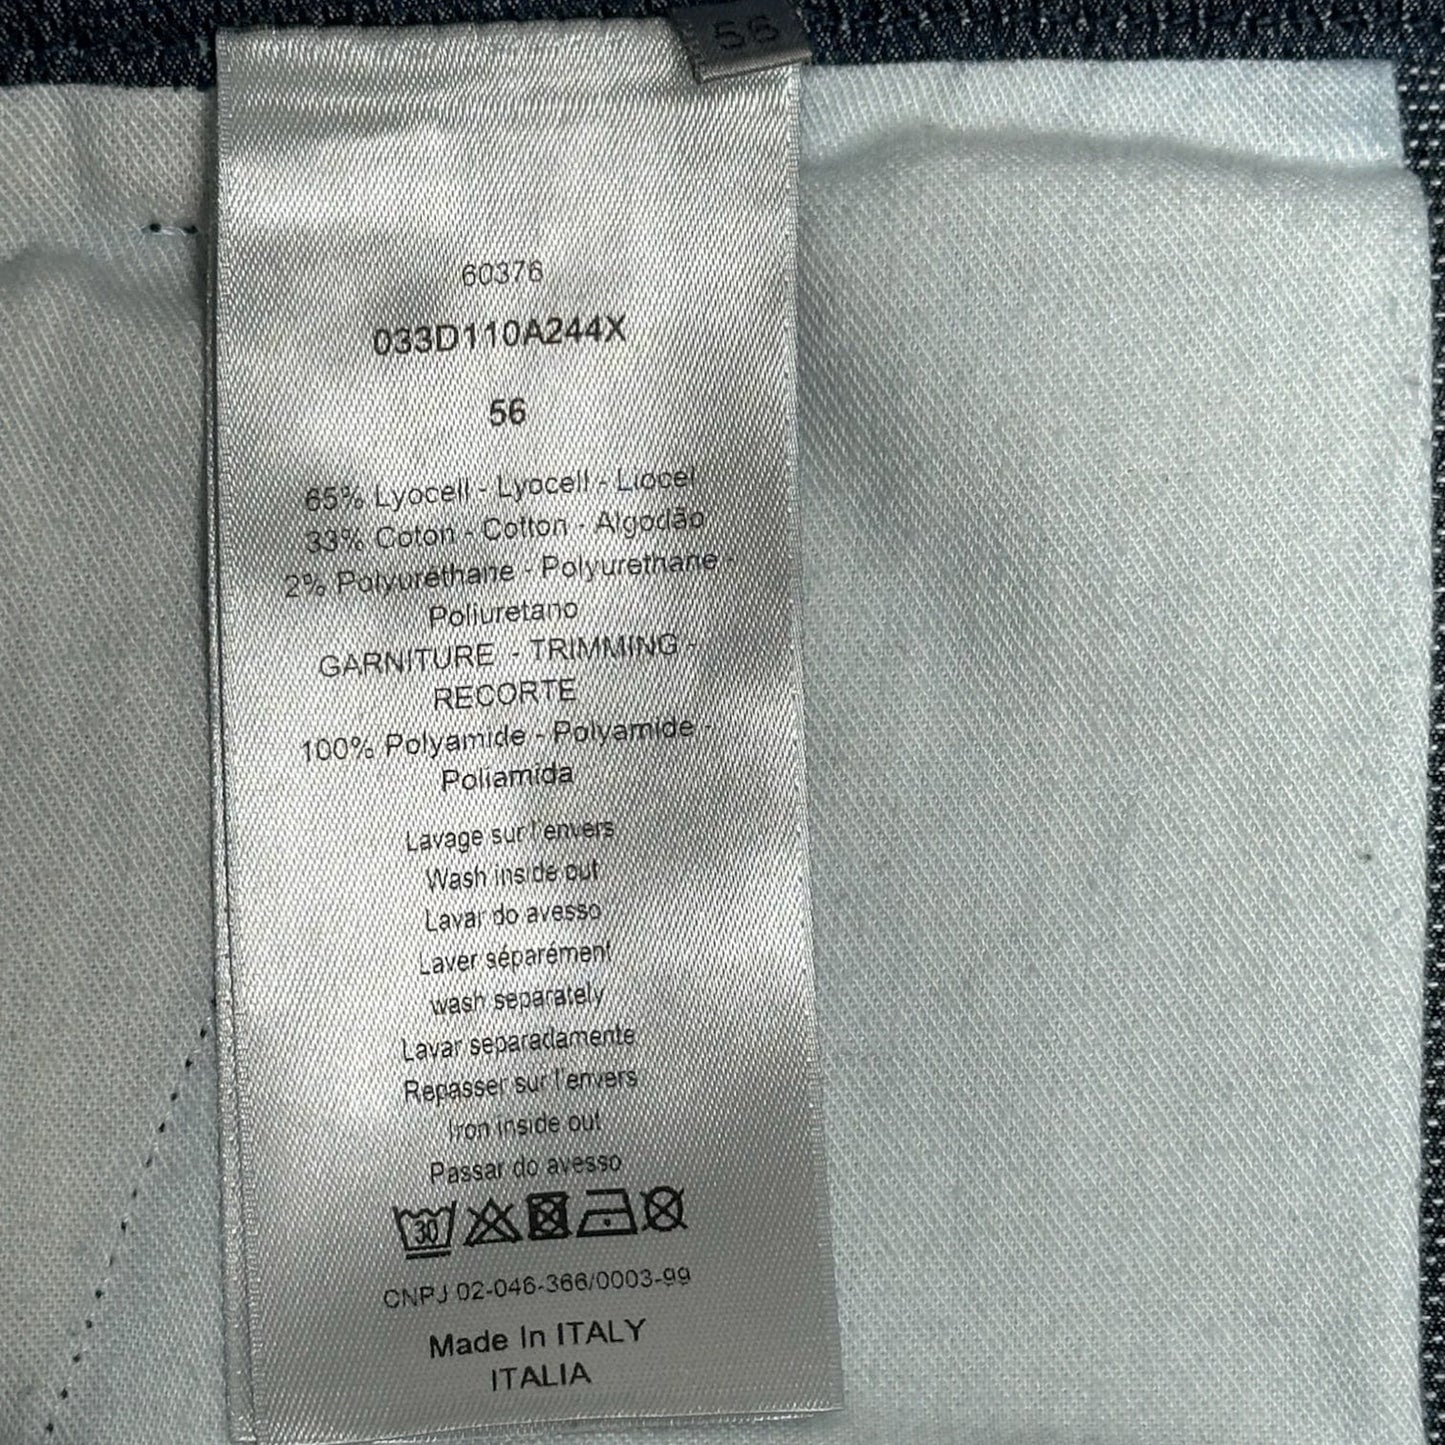 56
60376
033D110A244X
56
65% Lyocell - Lyocell - Liocel
33% Coton - Cotton - Algodão
2% Polyurethane - Polyurethane -
Poliuretano
GARNITURE - TRIMMING -
RECORTE
100% Polyamide - Polyamide -
Poliamida
Lavage sur l'envers
Wash inside out
Lavar do avesso
Laver séparément
wash separately
Lavar separadamente
Repasser sur l'envers
Iron inside out
Passar do avesso
30
CNPJ 02-046-366/0003-99
Made In ITALY
ITALIA